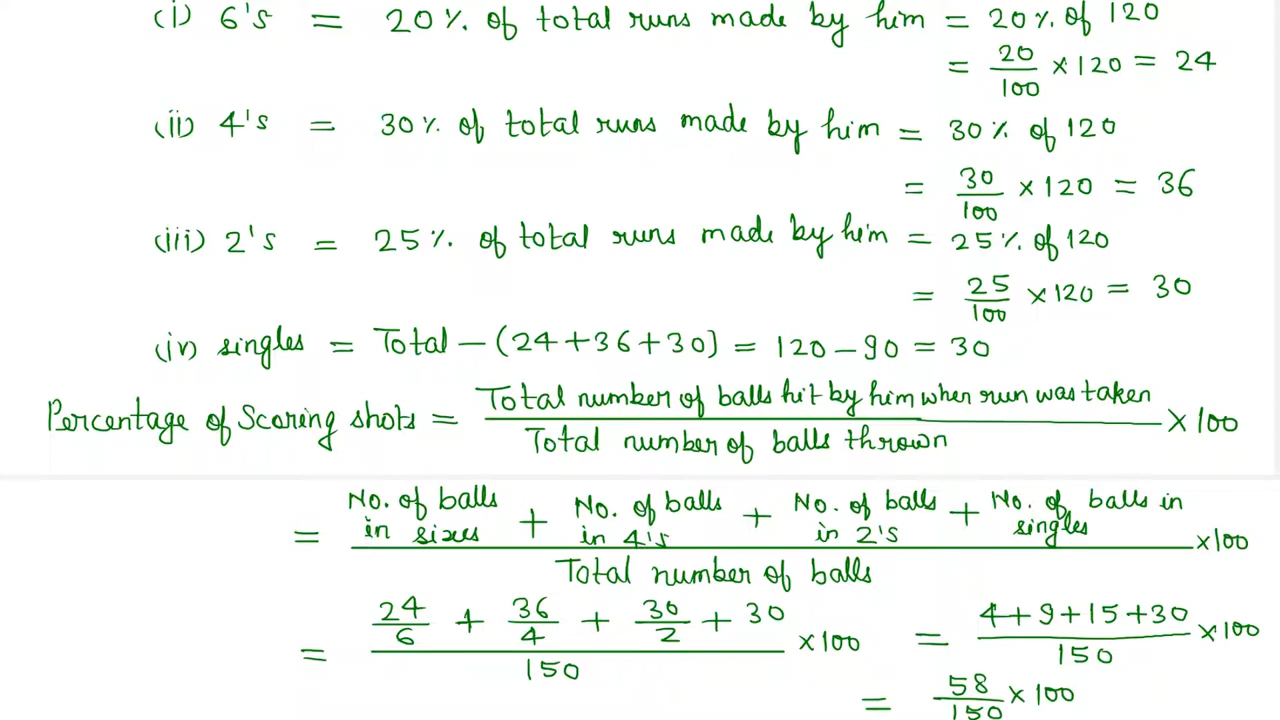 (i) 6's = 20% of total runs made by him = 20% of 120
= 20/100 × 120 = 24
(ii) 4's = 30% of total runs made by him = 30% of 120
= 30/100 × 120 = 36
(iii) 2's = 25% of total runs made by him = 25% of 120
= 25/100 × 120 = 30
(iv) singles = Total - (24+36+30) = 120 - 90 = 30
Percentage of Scoring shots = Total number of balls hit by him when run was taken / Total number of balls thrown × 100
= No. of balls in sixes + No. of balls in 4's + No. of balls in 2's + No. of balls in singles / Total number of balls × 100
= 24/6 + 36/4 + 30/2 + 30 / 150 × 100 = 4+9+15+30 / 150 × 100
= 58/150 × 100